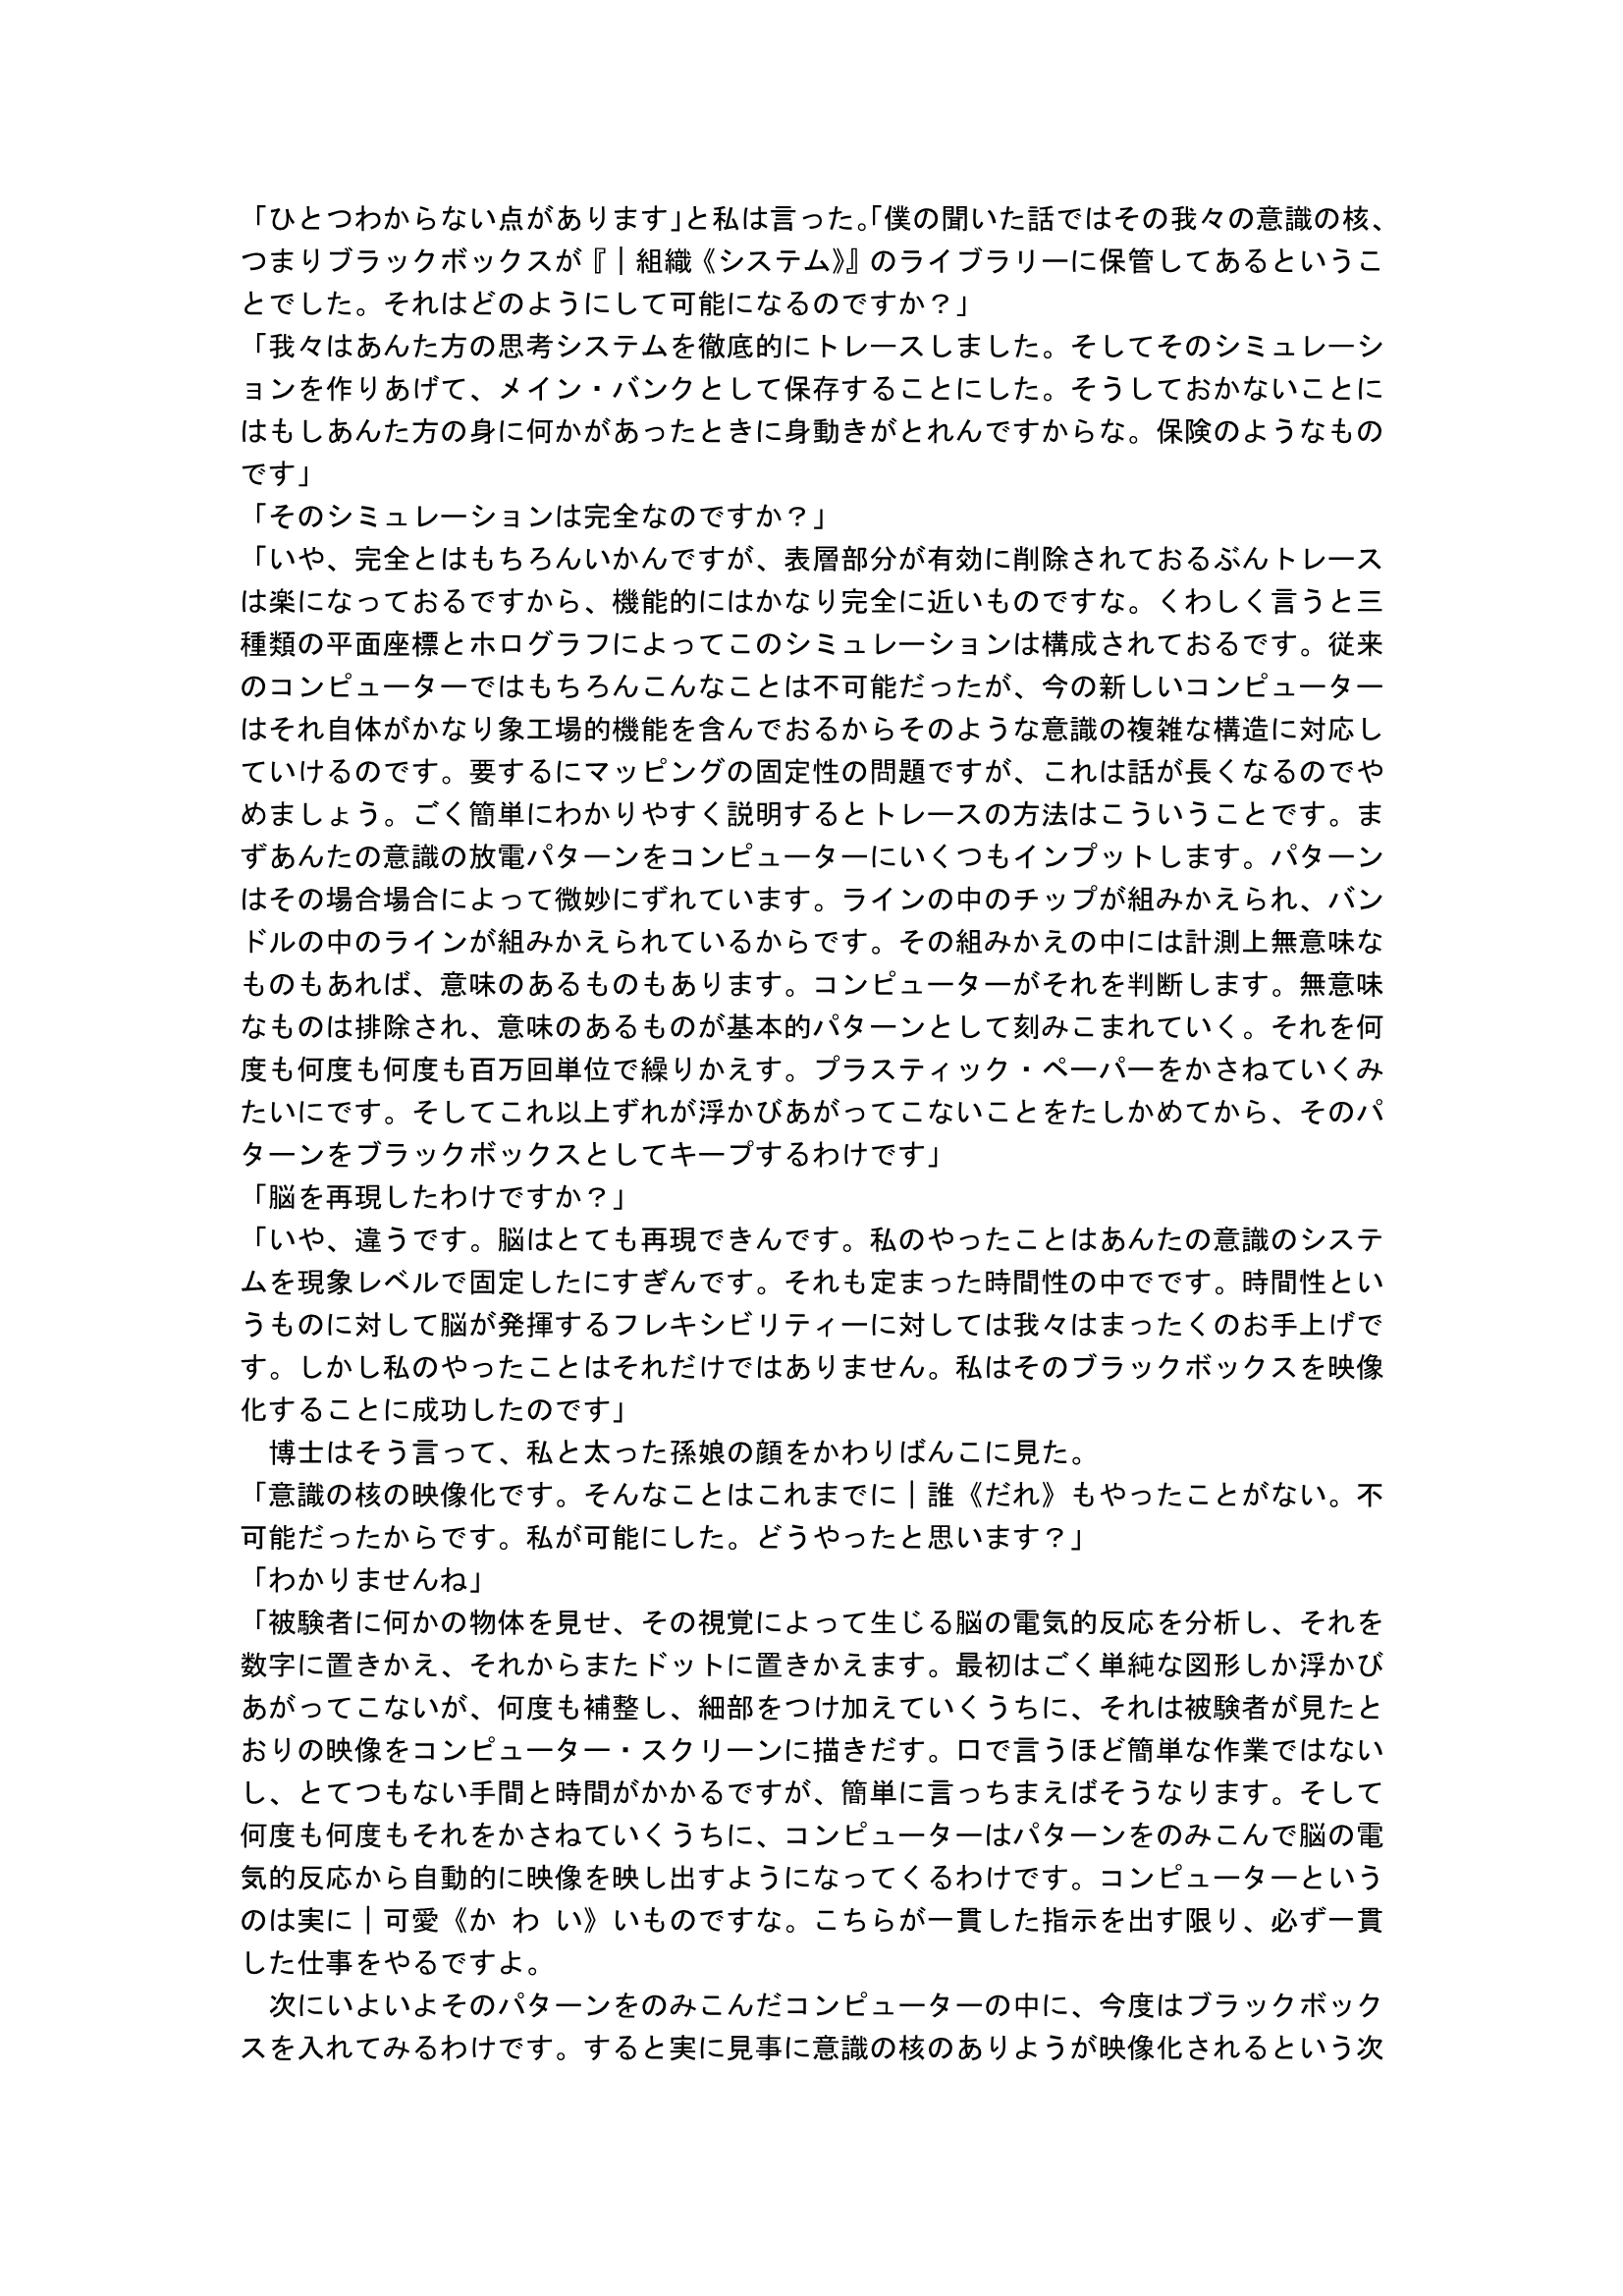 「ひとつわからない点があります」と私は言った。「僕の聞いた話ではその我々の意識の核、
つまりブラックボックスが『｜組織《システム》』のライブラリーに保管してあるというこ
とでした。それはどのようにして可能になるのですか？」
「我々はあんた方の思考システムを徹底的にトレースしました。そしてそのシミュレーシ
ョンを作りあげて、メイン・バンクとして保存することにした。そうしておかないことに
はもしあんた方の身に何かがあったときに身動きがとれんですからな。保険のようなもの
です」
「そのシミュレーションは完全なのですか？」
「いや、完全とはもちろんいかんですが、表層部分が有効に削除されておるぶんトレース
は楽になっておるですから、機能的にはかなり完全に近いものですな。くわしく言うと三
種類の平面座標とホログラフによってこのシミュレーションは構成されておるです。従来
のコンピューターではもちろんこんなことは不可能だったが、今の新しいコンピューター
はそれ自体がかなり象工場的機能を含んでおるからそのような意識の複雑な構造に対応し
ていけるのです。要するにマッピングの固定性の問題ですが、これは話が長くなるのでや
めましょう。ごく簡単にわかりやすく説明するとトレースの方法はこういうことです。ま
ずあんたの意識の放電パターンをコンピューターにいくつもインプットします。パターン
はその場合場合によって微妙にずれています。ラインの中のチップが組みかえられ、バン
ドルの中のラインが組みかえられているからです。その組みかえの中には計測上無意味な
ものもあれば、意味のあるものもあります。コンピューターがそれを判断します。無意味
なものは排除され、意味のあるものが基本的パターンとして刻みこまれていく。それを何
度も何度も何度も百万回単位で繰りかえす。プラスティック・ペーパーをかさねていくみ
たいにです。そしてこれ以上ずれが浮かびあがってこないことをたしかめてから、そのパ
ターンをブラックボックスとしてキープするわけです」
「脳を再現したわけですか？」
「いや、違うです。脳はとても再現できんです。私のやったことはあんたの意識のシステ
ムを現象レベルで固定したにすぎんです。それも定まった時間性の中でです。時間性とい
うものに対して脳が発揮するフレキシビリティーに対しては我々はまったくのお手上げで
す。しかし私のやったことはそれだけではありません。私はそのブラックボックスを映像
化することに成功したのです」
　博士はそう言って、私と太った孫娘の顔をかわりばんこに見た。
「意識の核の映像化です。そんなことはこれまでに｜誰《だれ》もやったことがない。不
可能だったからです。私が可能にした。どうやったと思います？」
「わかりませんね」
「被験者に何かの物体を見せ、その視覚によって生じる脳の電気的反応を分析し、それを
数字に置きかえ、それからまたドットに置きかえます。最初はごく単純な図形しか浮かび
あがってこないが、何度も補整し、細部をつけ加えていくうちに、それは被験者が見たと
おりの映像をコンピューター・スクリーンに描きだす。口で言うほど簡単な作業ではない
し、とてつもない手間と時間がかかるですが、簡単に言っちまえばそうなります。そして
何度も何度もそれをかさねていくうちに、コンピューターはパターンをのみこんで脳の電
気的反応から自動的に映像を映し出すようになってくるわけです。コンピューターという
のは実に｜可愛《か わ い》いものですな。こちらが一貫した指示を出す限り、必ず一貫
した仕事をやるですよ。
　次にいよいよそのパターンをのみこんだコンピューターの中に、今度はブラックボック
スを入れてみるわけです。すると実に見事に意識の核のありようが映像化されるという次